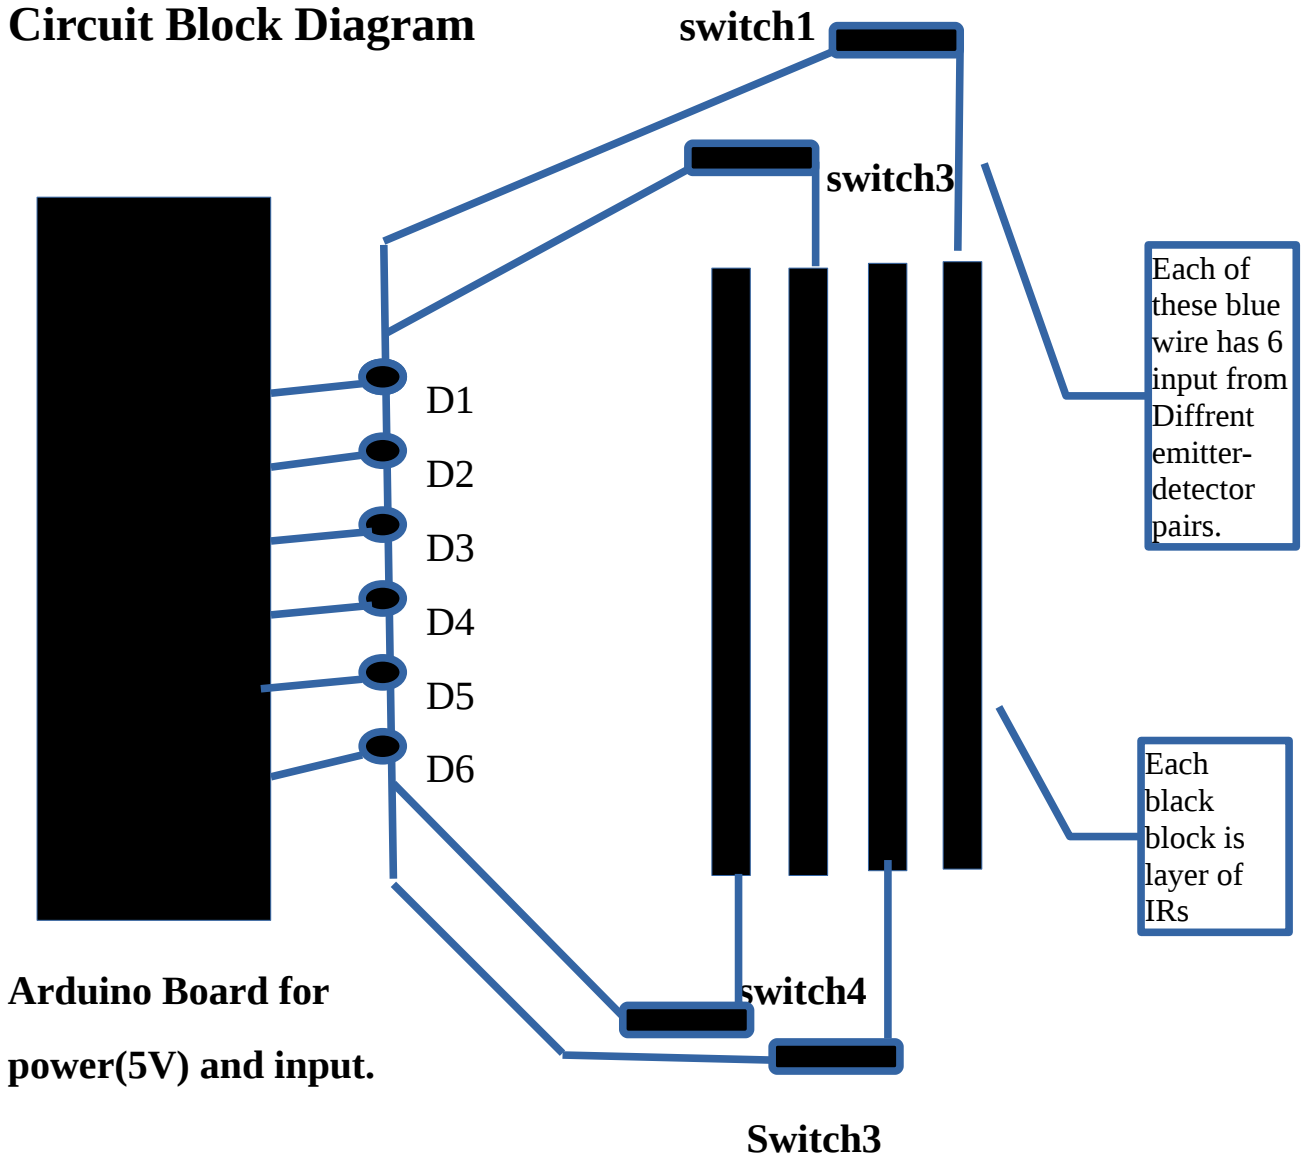 Circuit Block Diagram
switch1
switch3
Each of
these blue
wire has 6
input from
Diffrent
emitter-
detector
pairs.
D1
D2
D3
D4
D5
D6
Each
black
block is
layer of
IRs
Arduino Board for
power(5V) and input.
switch4
Switch3